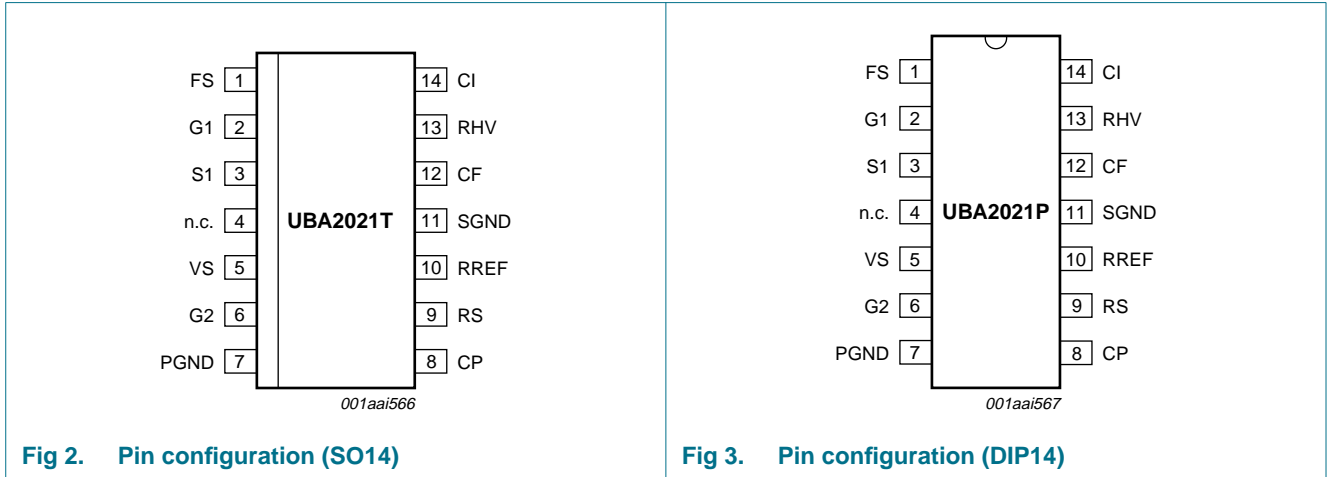 FS 1
14 CI
G1 2
13 RHV
S1 3
12 CF
n.c. 4
UBA2021T
11 SGND
VS 5
10 RREF
G2 6
9 RS
PGND 7
8 CP
001aai566
Fig 2. Pin configuration (SO14)
FS 1
14 CI
G1 2
13 RHV
S1 3
12 CF
n.c. 4
UBA2021P
11 SGND
VS 5
10 RREF
G2 6
9 RS
PGND 7
8 CP
001aai567
Fig 3. Pin configuration (DIP14)